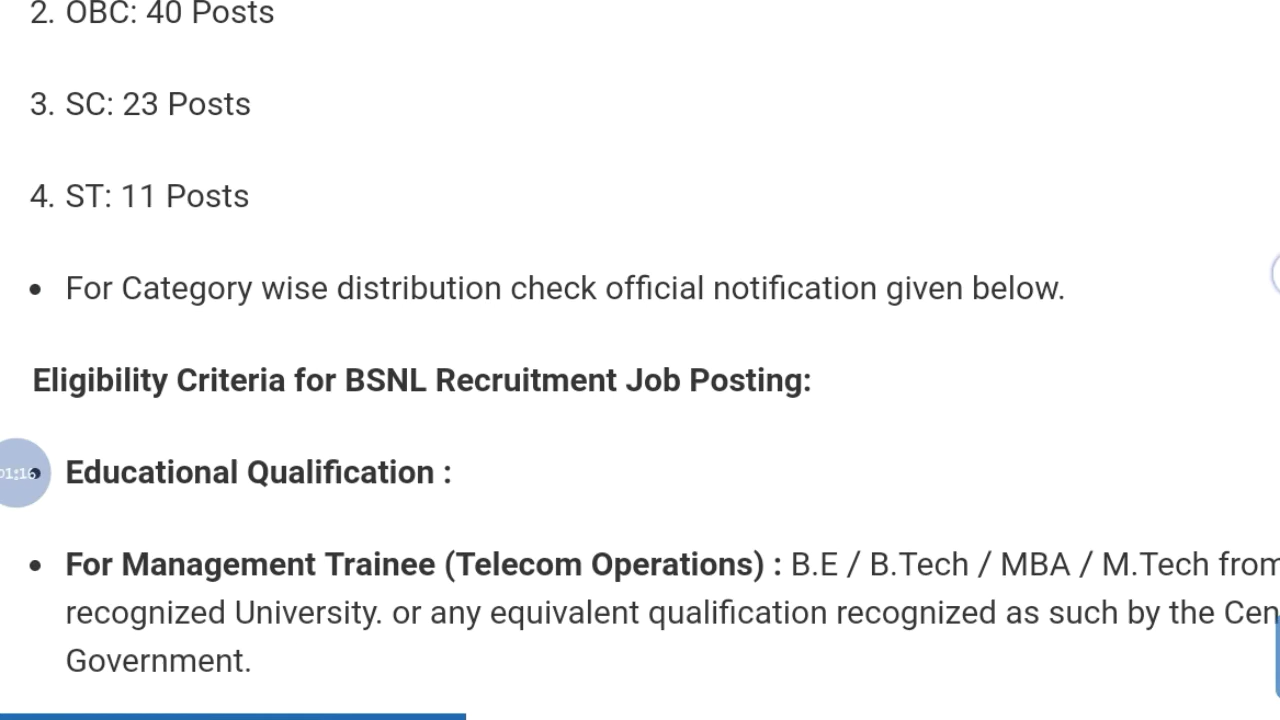 2. OBC: 40 Posts
3. SC: 23 Posts
4. ST: 11 Posts
• For Category wise distribution check official notification given below.
Eligibility Criteria for BSNL Recruitment Job Posting:
01:16
Educational Qualification :
• For Management Trainee (Telecom Operations) : B.E / B.Tech / MBA / M.Tech from
recognized University. or any equivalent qualification recognized as such by the Cen
Government.